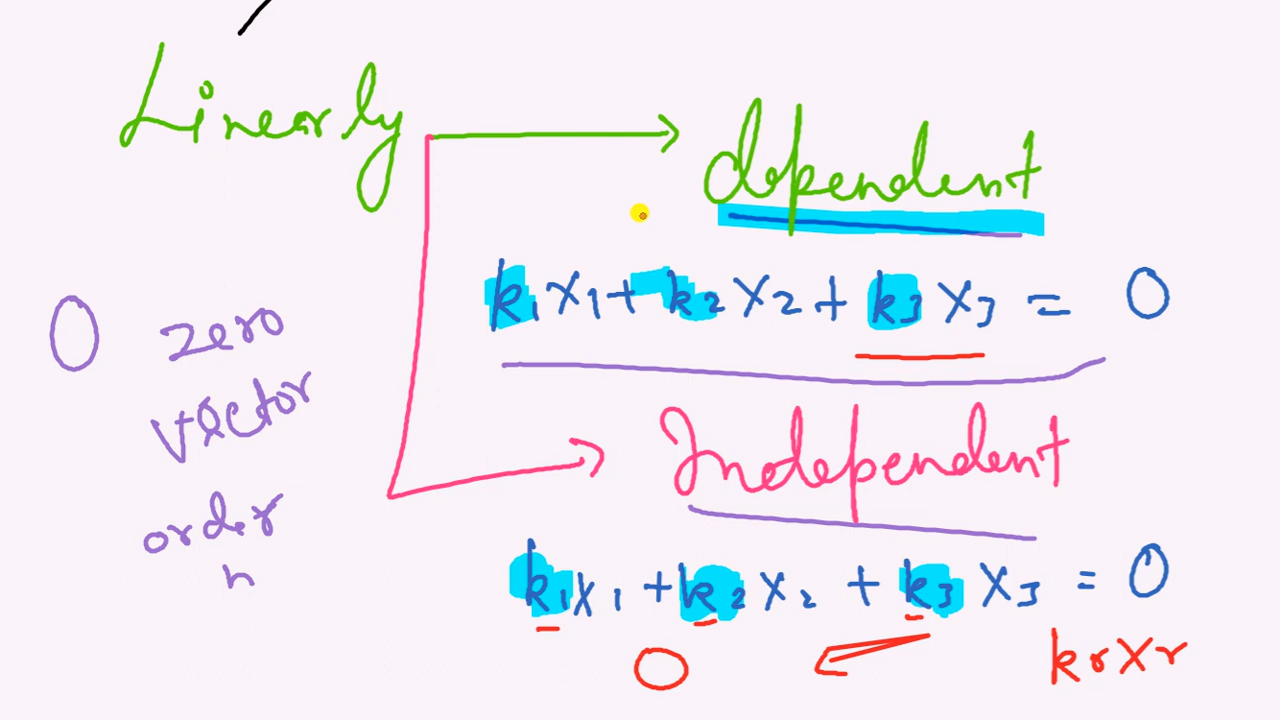 Linearly
dependent
k₁x₁ + k₂x₂ + k₃x₃ = 0
0 zero
vector
order
n
Independent
k₁x₁ + k₂x₂ + k₃x₃ = 0
0
krxr